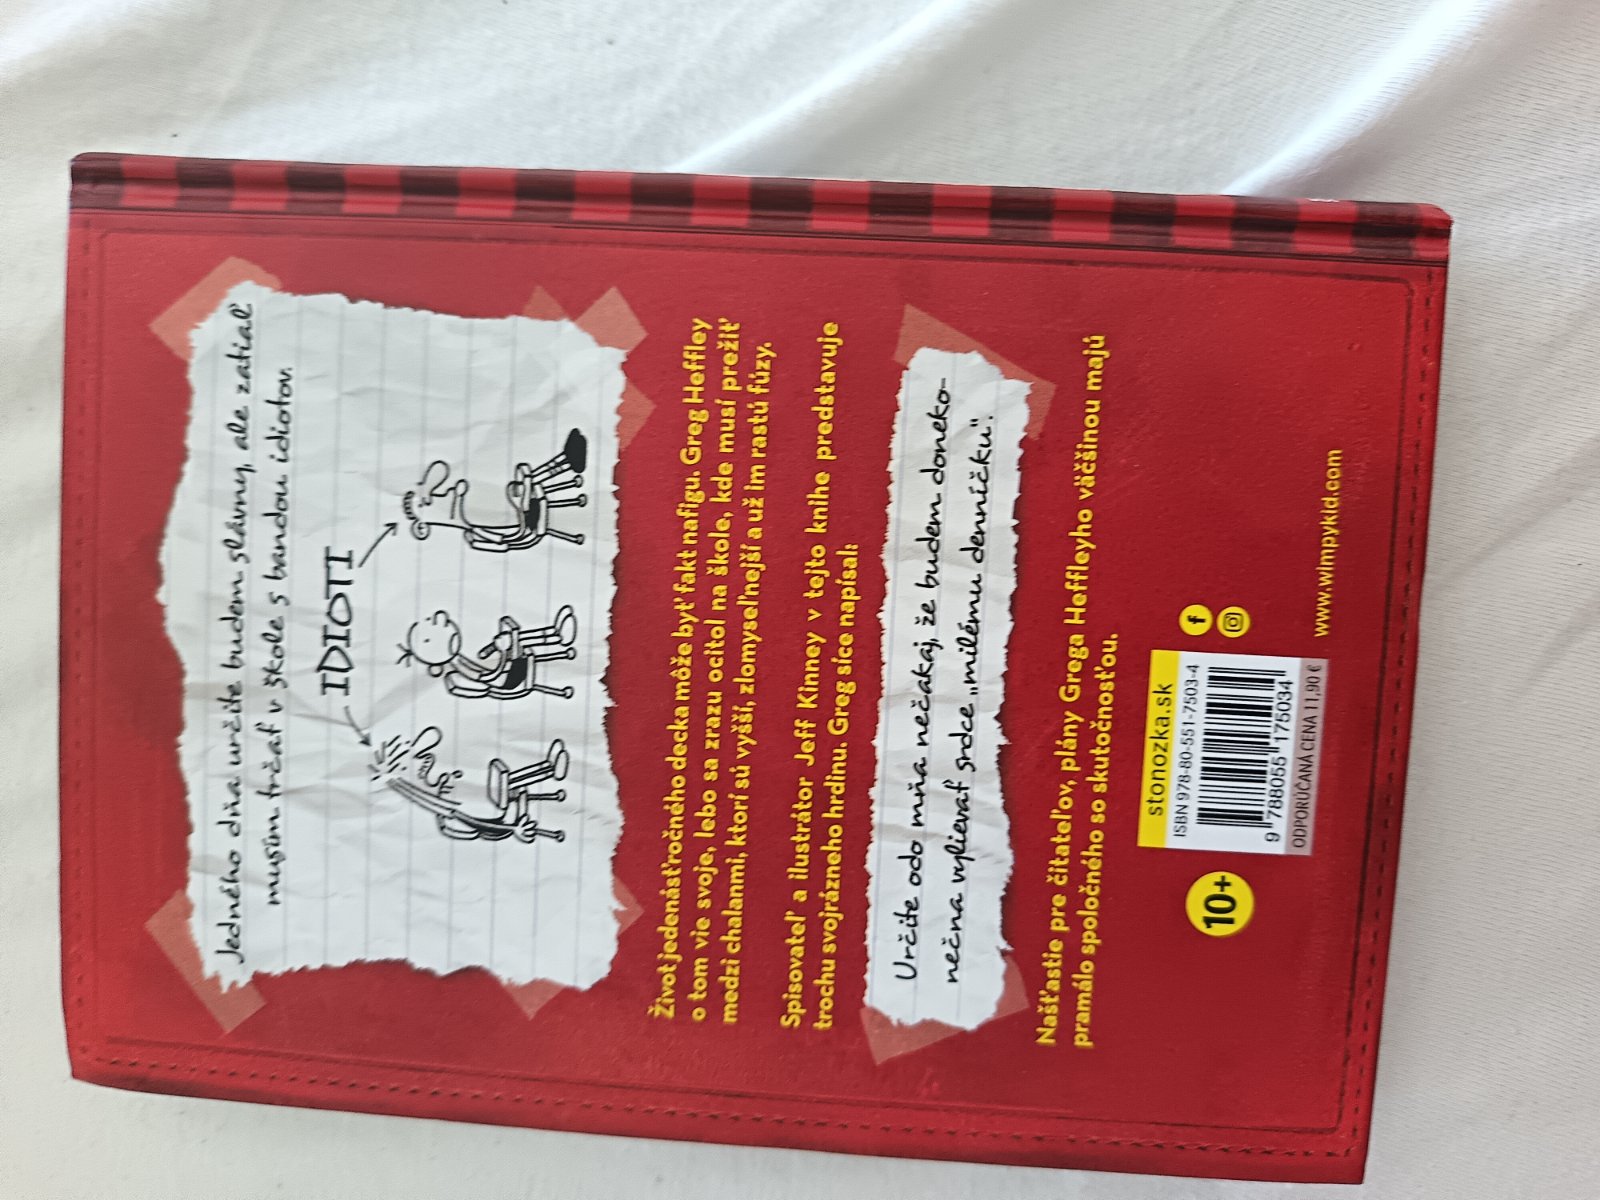 Jedného dňa určite budem slávny, ale zatiaľ
musím trčať v škole s bandou idiotov.
IDIOTI
Život jedenásťročného decka môže byť fakt nafigu. Greg Heffley
o tom vie svoje, lebo sa zrazu ocitol na škole, kde musí prežiť
medzi chalanmi, ktorí sú vyšší, zlomyseľnejší a už im rastú fúzy.
Spisovateľ a ilustrátor Jeff Kinney v tejto knihe predstavuje
trochu svojrázneho hrdinu. Greg síce napísal:
Určite odo mňa nečakaj, že budem doneko-
nečna vylievať srdce „milému denníčku“.
Našťastie pre čitateľov, plány Grega Heffleyho väčšinou majú
pramálo spoločného so skutočnosťou.
10+
stonozka.sk
ISBN 978-80-551-7503-4
9 788055 175034
ODPORÚČANÁ CENA 11,90 €
f
www.wimpykid.com